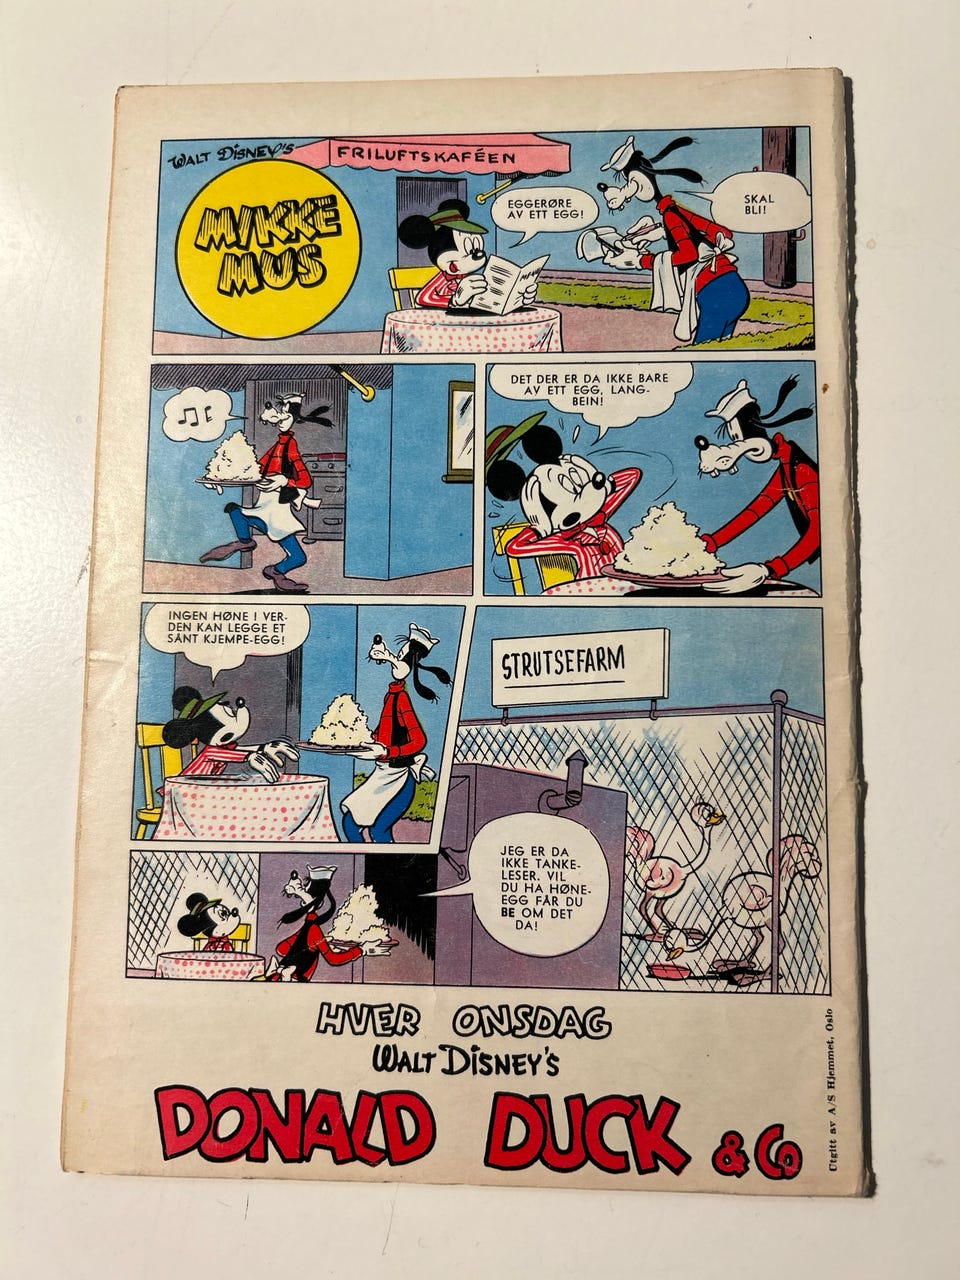 WALT DISNEY'S
MIKKE
MUS
FRILUFTSKAFÉEN
EGGERØRE
AV ETT EGG!
SKAL
BLI!
DET DER ER DA IKKE BARE
AV ETT EGG, LANG-
BEIN!
INGEN HØNE I VER-
DEN KAN LEGGE ET
SÅNT KJEMPE-EGG!
STRUTSEFARM
JEG ER DA
IKKE TANKE-
LESER. VIL
DU HA HØNE-
EGG FÅR DU
BE OM DET
DA!
HVER ONSDAG
WALT DISNEY'S
DONALD DUCK & Co
Utgitt av A/S Hjemmet, Oslo